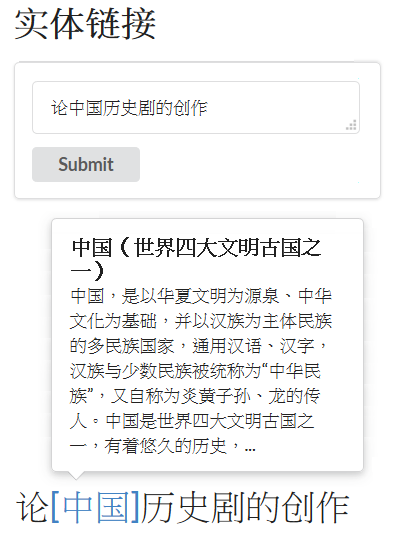 实体链接
论中国历史剧的创作
Submit
中国（世界四大文明古国之
一）
中国，是以华夏文明为源泉、中华
文化为基础，并以汉族为主体民族
的多民族国家，通用汉语、汉字，
汉族与少数民族被统称为“中华民
族”，又自称为炎黄子孙、龙的传
人。中国是世界四大文明古国之
一，有着悠久的历史，...
论[中国]历史剧的创作